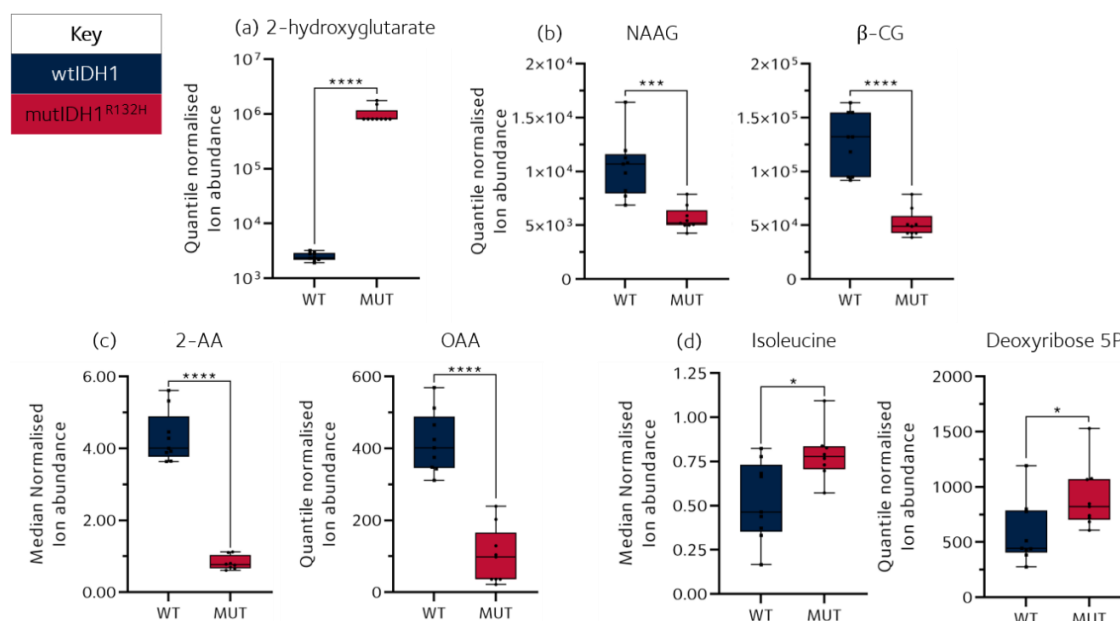 Key
wtIDH1
mutIDH1R132H
(a) 2-hydroxyglutarate
Quantile normalised
Ion abundance
10⁷
10⁶
10⁵
10⁴
10³
****
WT MUT
(b) NAAG
Quantile normalised
Ion abundance
2×10⁴
2×10⁴
1×10⁴
5×10³
0
***
WT MUT
β-CG
2×10⁵
2×10⁵
1×10⁵
5×10⁴
0
****
WT MUT
(c) 2-AA
Median Normalised
Ion abundance
6.00
4.00
2.00
0.00
****
WT MUT
OAA
Quantile normalised
Ion abundance
600
400
200
0
****
WT MUT
(d) Isoleucine
Median Normalised
Ion abundance
1.25
1.00
0.75
0.50
0.25
0.00
*
WT MUT
Deoxyribose 5P
Quantile normalised
Ion abundance
2000
1500
1000
500
0
*
WT MUT